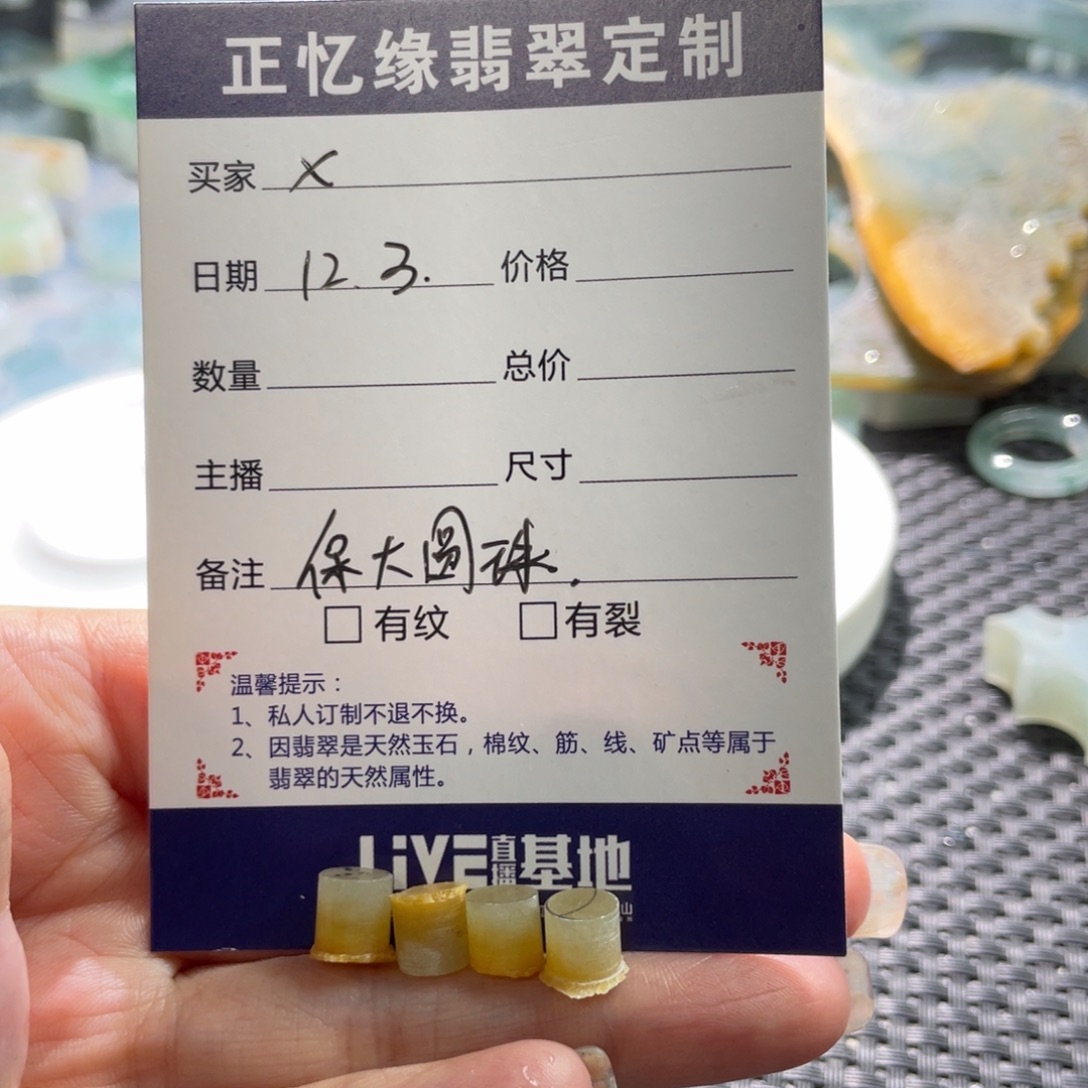 正忆缘翡翠定制
买家 X
日期 12.3. 价格
数量 总价
主播 尺寸
备注 保大圆珠.
□ 有纹 □ 有裂
温馨提示：
1、私人订制不退不换。
2、因翡翠是天然玉石，棉纹、筋、线、矿点等属于
翡翠的天然属性。
LiVE直播基地
山